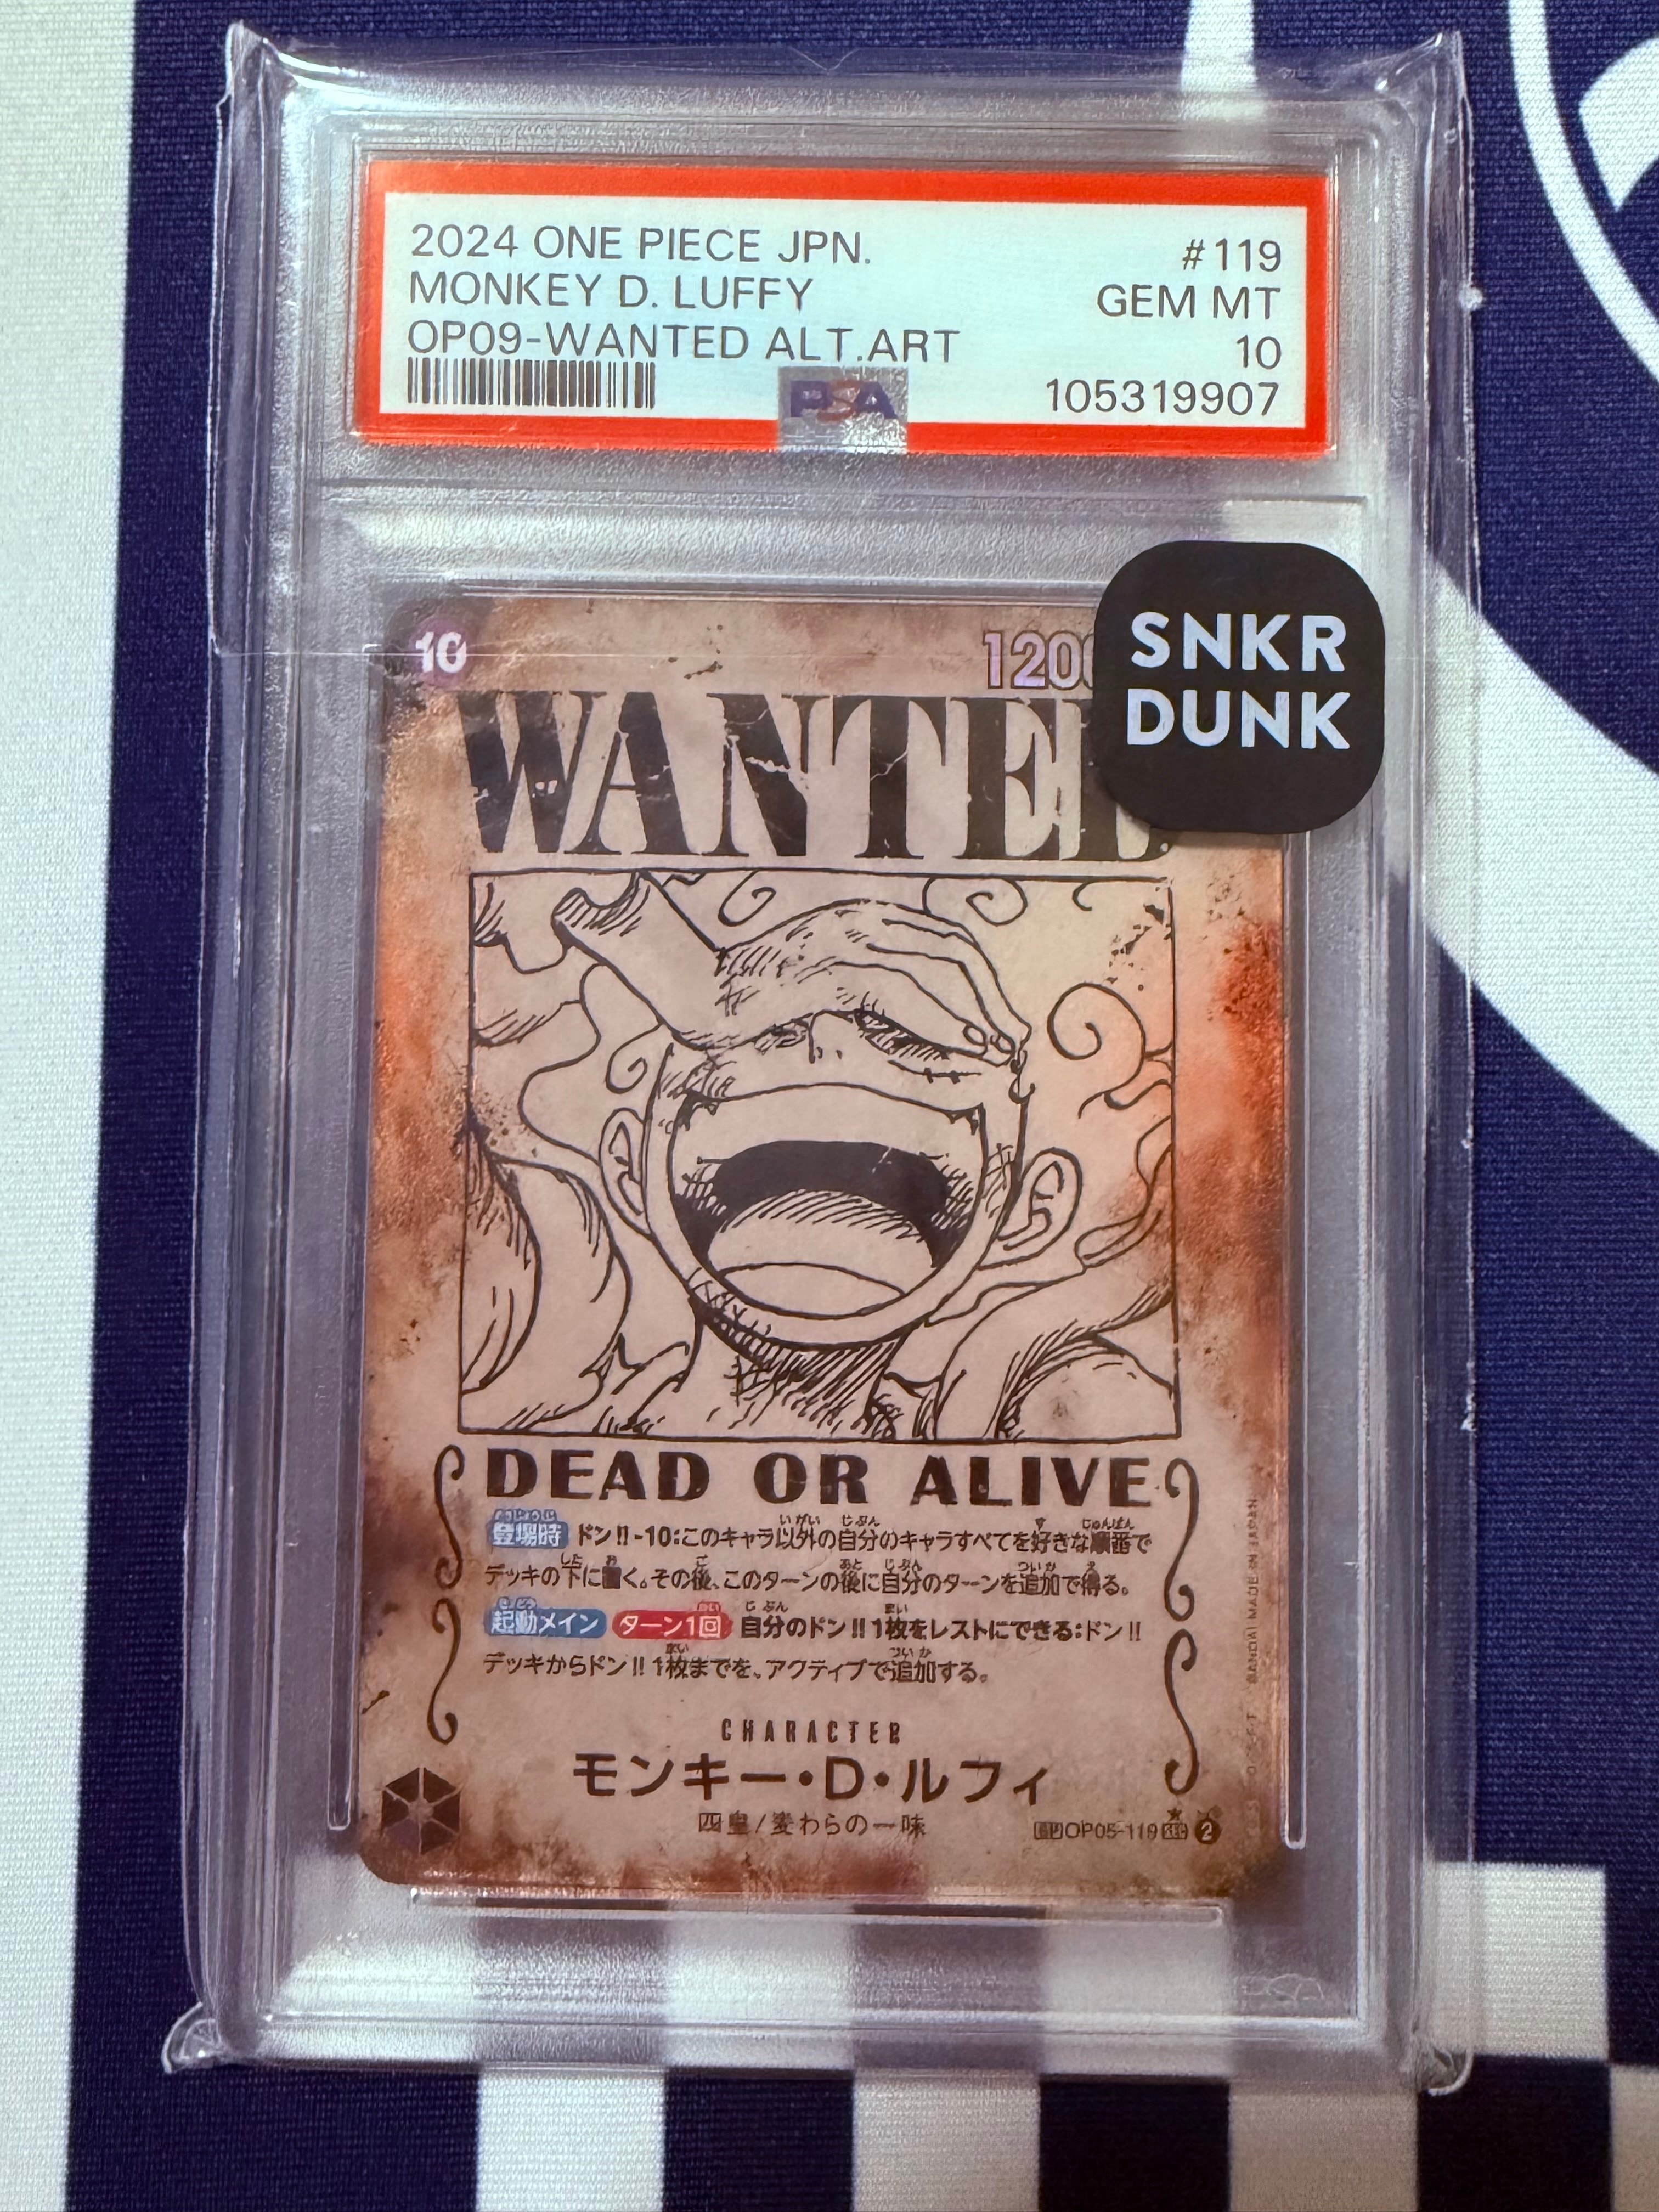 2024 ONE PIECE JPN. #119
MONKEY D. LUFFY GEM MT
OP09-WANTED ALT.ART 10
PSA 105319907
SNKR
DUNK
10
WANTED
DEAD OR ALIVE
登場時 ドン!!-10:このキャラ以外の自分のキャラすべてを好きな順番で
デッキの下に置く。その後、このターンの後に自分のターンを追加で得る。
起動メイン ターン1回 自分のドン!!1枚をレストにできる:ドン!!
デッキからドン!!1枚までを、アクティブで追加する。
CHARACTER
モンキー・D・ルフィ
四皇/麦わらの一味
OP05-119 2
BANDAI MADE IN JAPAN